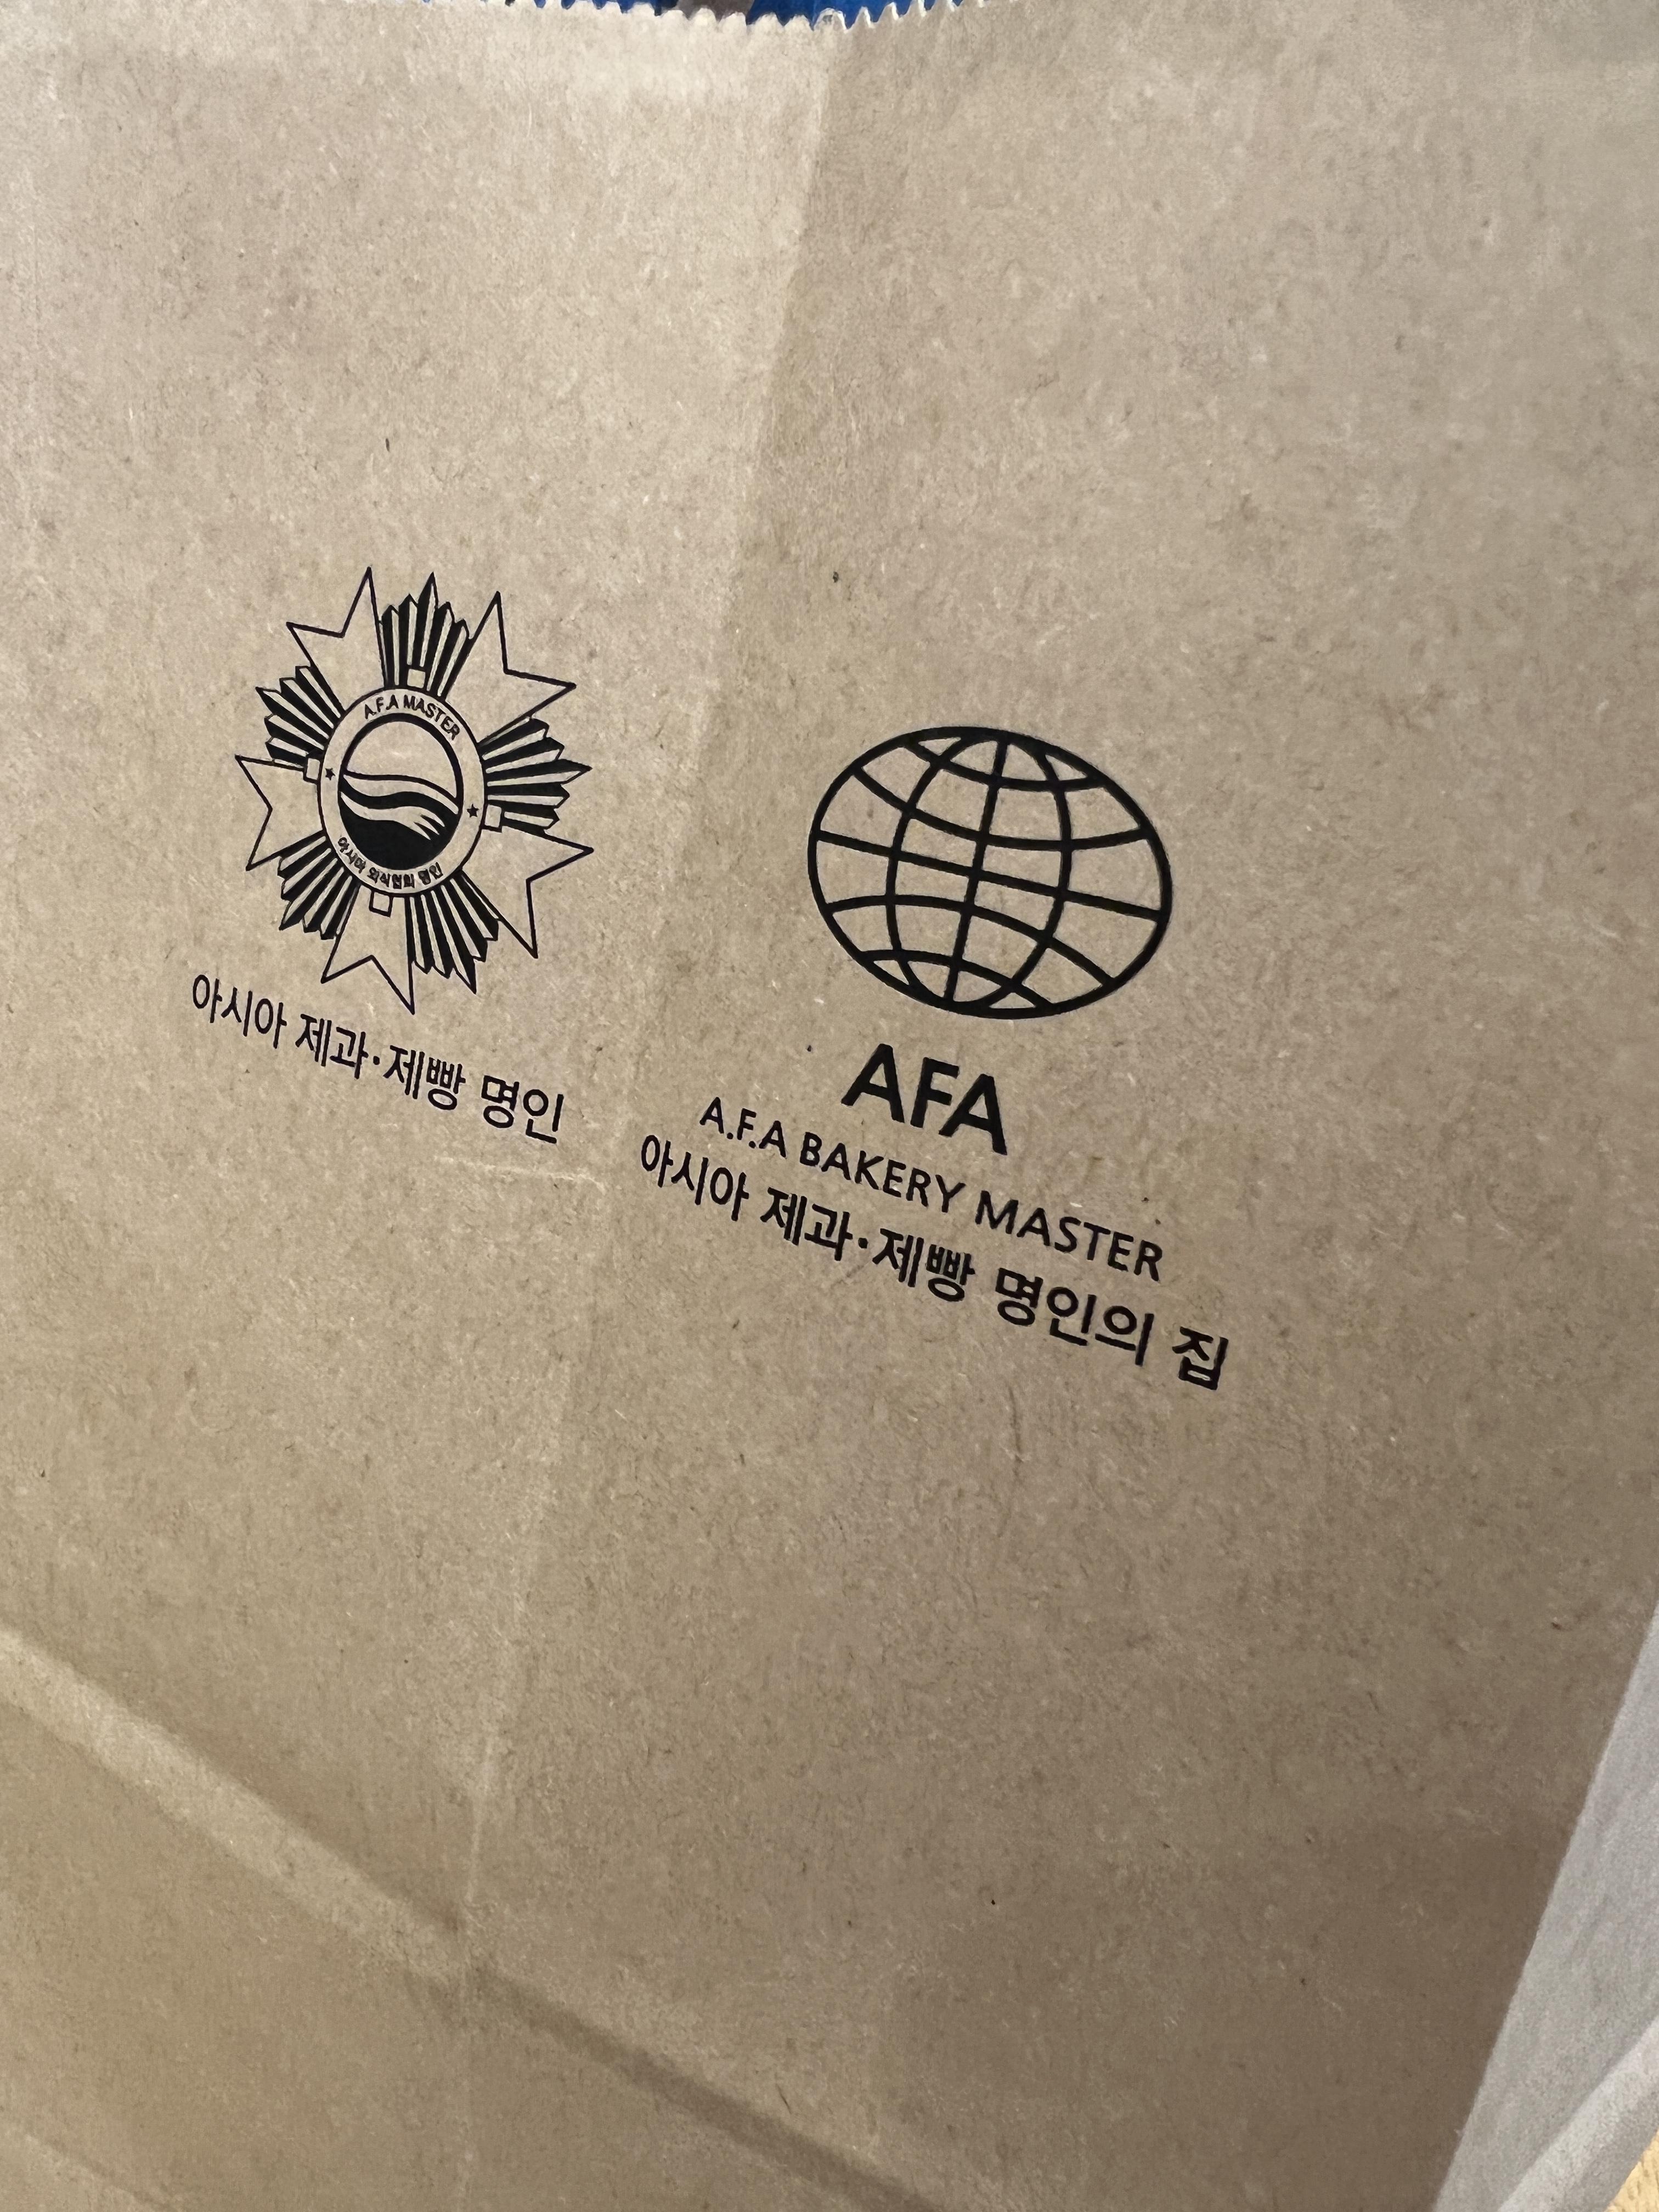 A.F.A MASTER
아시아 외식협회 명인
아시아 제과·제빵 명인
AFA
A.F.A BAKERY MASTER
아시아 제과·제빵 명인의 집